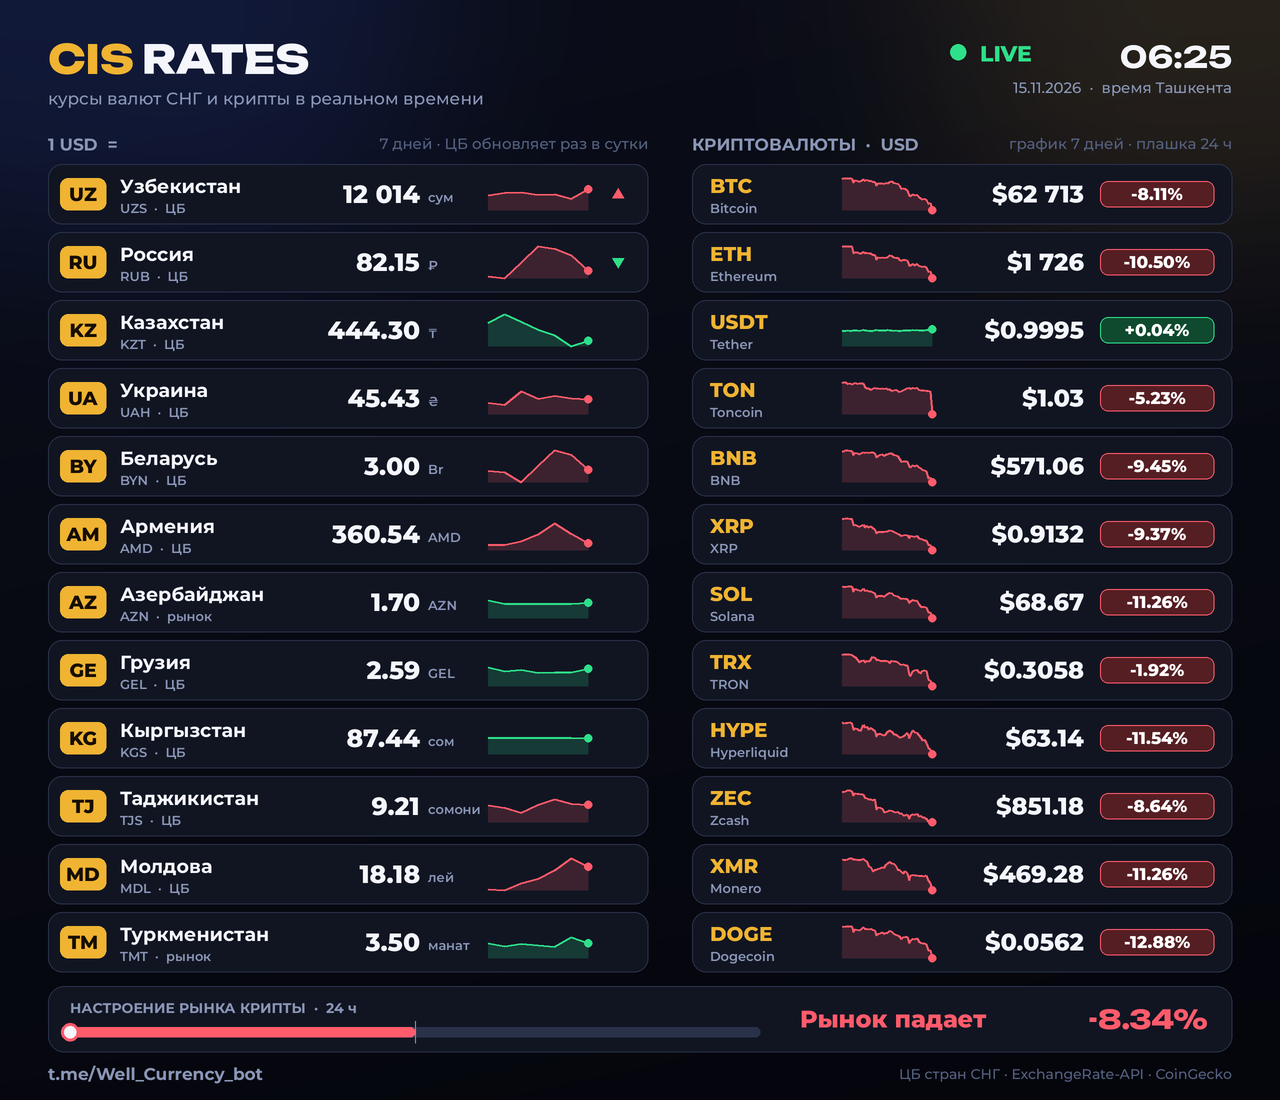 CIS RATES
курсы валют СНГ и крипты в реальном времени
LIVE 06:25
15.11.2026 · время Ташкента
1 USD =
7 дней · ЦБ обновляет раз в сутки
UZ Узбекистан 12 014 сум
UZS · ЦБ
RU Россия 82.15 ₽
RUB · ЦБ
KZ Казахстан 444.30 ₸
KZT · ЦБ
UA Украина 45.43 ₴
UAH · ЦБ
BY Беларусь 3.00 Br
BYN · ЦБ
AM Армения 360.54 AMD
AMD · ЦБ
AZ Азербайджан 1.70 AZN
AZN · рынок
GE Грузия 2.59 GEL
GEL · ЦБ
KG Кыргызстан 87.44 сом
KGS · ЦБ
TJ Таджикистан 9.21 сомони
TJS · ЦБ
MD Молдова 18.18 лей
MDL · ЦБ
TM Туркменистан 3.50 манат
TMT · рынок
КРИПТОВАЛЮТЫ · USD
график 7 дней · плашка 24 ч
BTC $62 713 -8.11%
Bitcoin
ETH $1 726 -10.50%
Ethereum
USDT $0.9995 +0.04%
Tether
TON $1.03 -5.23%
Toncoin
BNB $571.06 -9.45%
BNB
XRP $0.9132 -9.37%
XRP
SOL $68.67 -11.26%
Solana
TRX $0.3058 -1.92%
TRON
HYPE $63.14 -11.54%
Hyperliquid
ZEC $851.18 -8.64%
Zcash
XMR $469.28 -11.26%
Monero
DOGE $0.0562 -12.88%
Dogecoin
НАСТРОЕНИЕ РЫНКА КРИПТЫ · 24 ч
Рынок падает -8.34%
t.me/Well_Currency_bot
ЦБ стран СНГ · ExchangeRate-API · CoinGecko